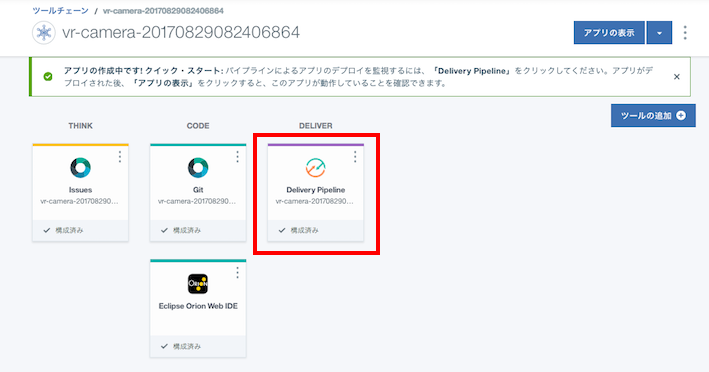 ツールチェーン / vr-camera-20170829082406864
vr-camera-20170829082406864
アプリの表示
アプリの作成中です! クイック・スタート: パイプラインによるアプリのデプロイを監視するには、「Delivery Pipeline」をクリックしてください。アプリがデ
プロイされた後、「アプリの表示」をクリックすると、このアプリが動作していることを確認できます。
ツールの追加
THINK
CODE
DELIVER
Issues
vr-camera-201708290...
構成済み
Git
vr-camera-201708290...
構成済み
Delivery Pipeline
vr-camera-201708290...
構成済み
ORION
Eclipse Orion Web IDE
構成済み